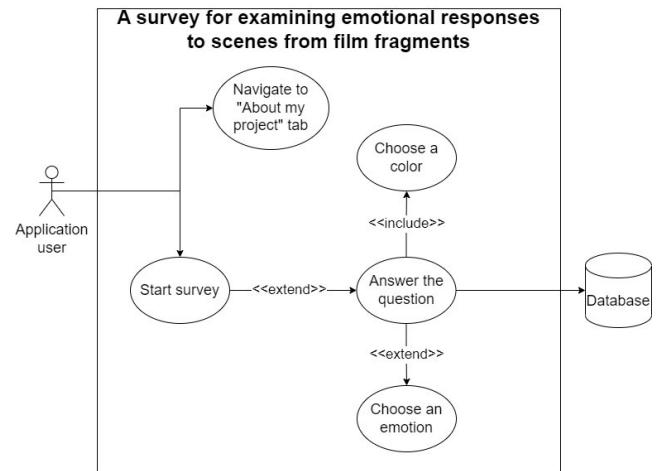 A survey for examining emotional responses
to scenes from film fragments
Navigate to
"About my
project" tab
Choose a
color
<<include>>
Application
user
Start survey
<<extend>>
Answer the
question
Database
<<extend>>
Choose an
emotion